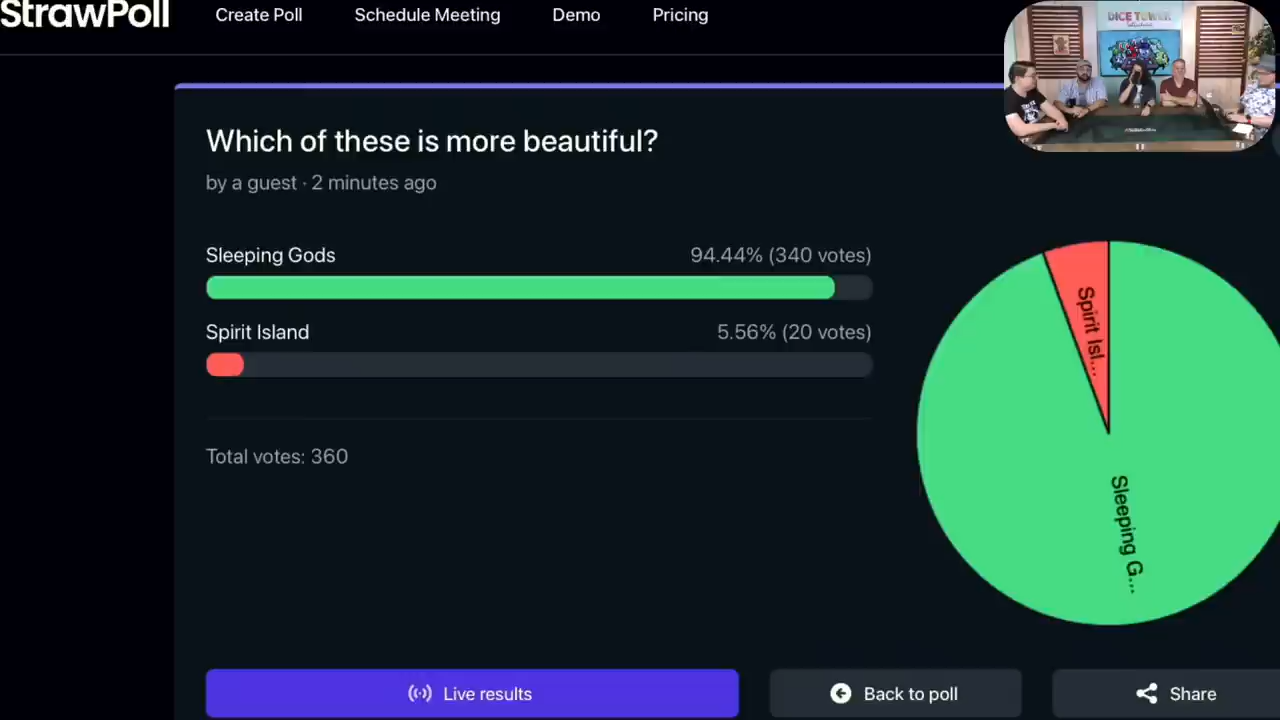 StrawPoll
Create Poll
Schedule Meeting
Demo
Pricing
DICE TOWER
Which of these is more beautiful?
by a guest · 2 minutes ago
Sleeping Gods
94.44% (340 votes)
Spirit Island
5.56% (20 votes)
Total votes: 360
Spirit Isl...
Sleeping G...
Live results
Back to poll
Share